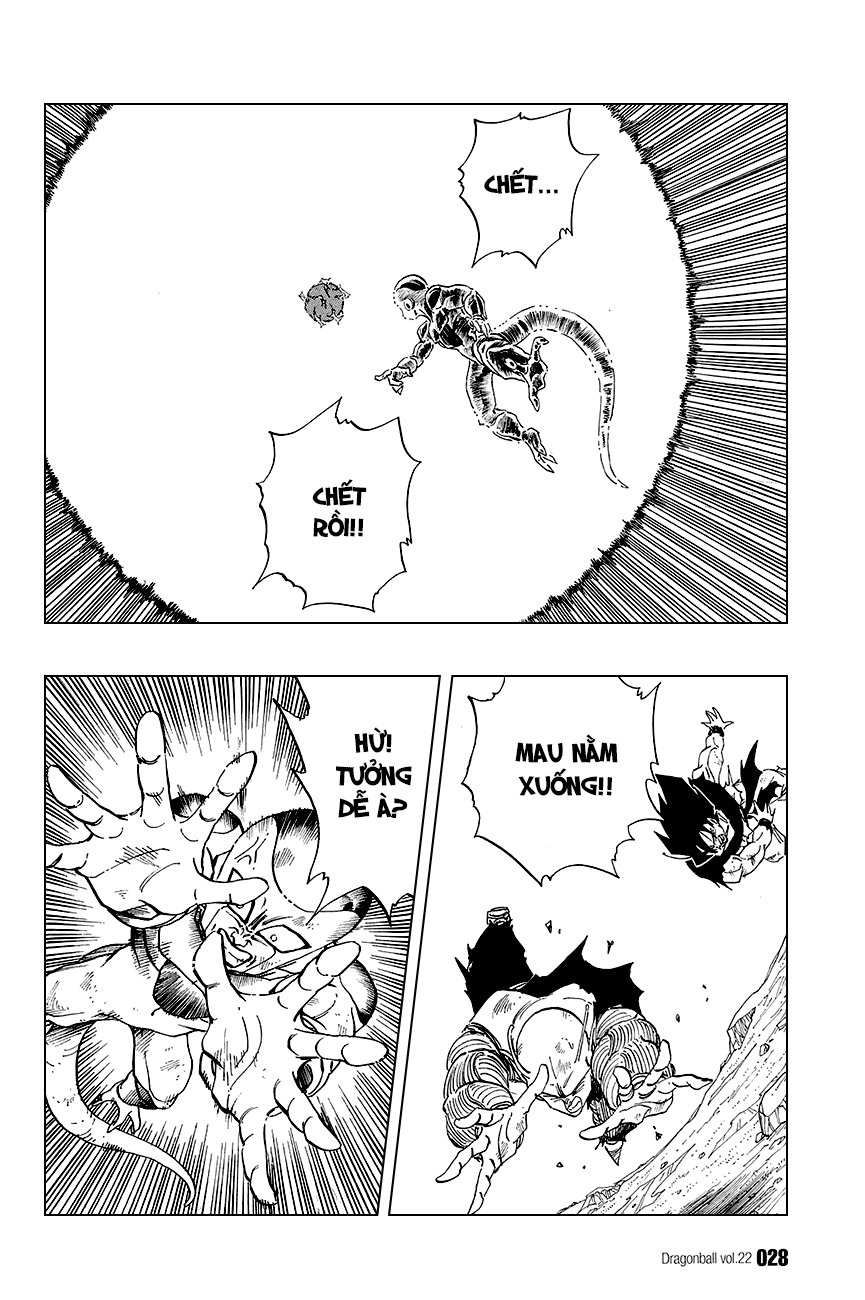 CHẾT...
CHẾT
RỒI!!
MAU NẰM
XUỐNG!!
HỪ!
TƯỞNG
DỄ À?
Dragonball vol.22 028